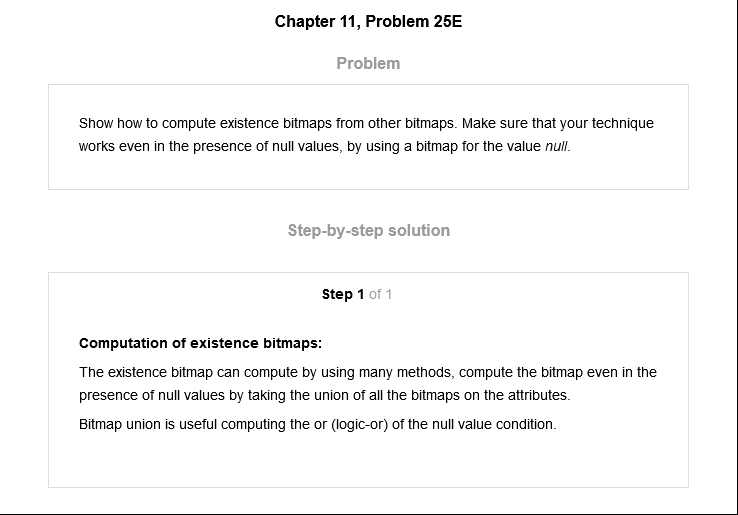 Chapter 11, Problem 25E
Problem
Show how to compute existence bitmaps from other bitmaps. Make sure that your technique
works even in the presence of null values, by using a bitmap for the value null.
Step-by-step solution
Step 1 of 1
Computation of existence bitmaps:
The existence bitmap can compute by using many methods, compute the bitmap even in the
presence of null values by taking the union of all the bitmaps on the attributes.
Bitmap union is useful computing the or (logic-or) of the null value condition.